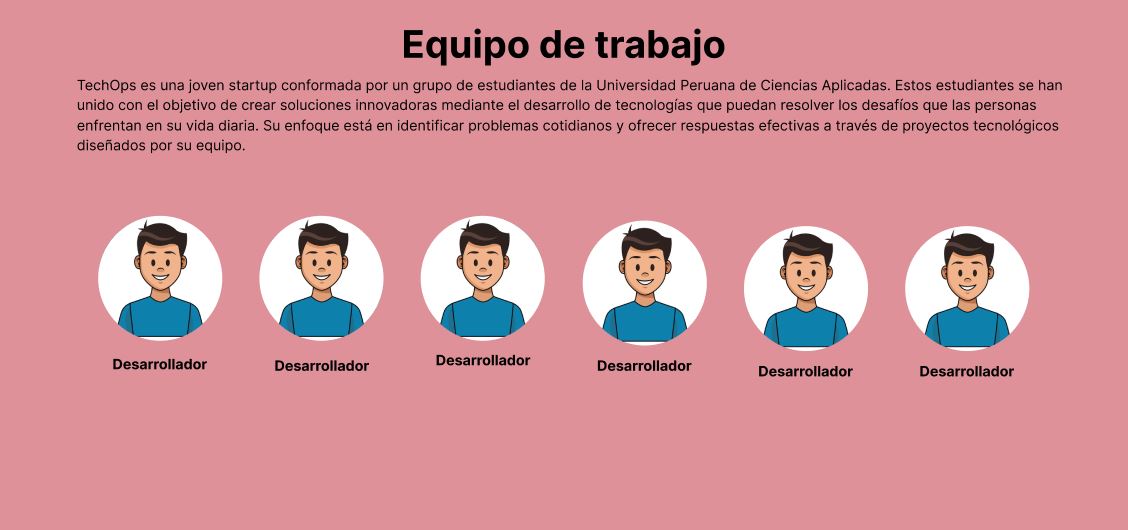 Equipo de trabajo
TechOps es una joven startup conformada por un grupo de estudiantes de la Universidad Peruana de Ciencias Aplicadas. Estos estudiantes se han
unido con el objetivo de crear soluciones innovadoras mediante el desarrollo de tecnologías que puedan resolver los desafíos que las personas
enfrentan en su vida diaria. Su enfoque está en identificar problemas cotidianos y ofrecer respuestas efectivas a través de proyectos tecnológicos
diseñados por su equipo.
Desarrollador
Desarrollador
Desarrollador
Desarrollador
Desarrollador
Desarrollador